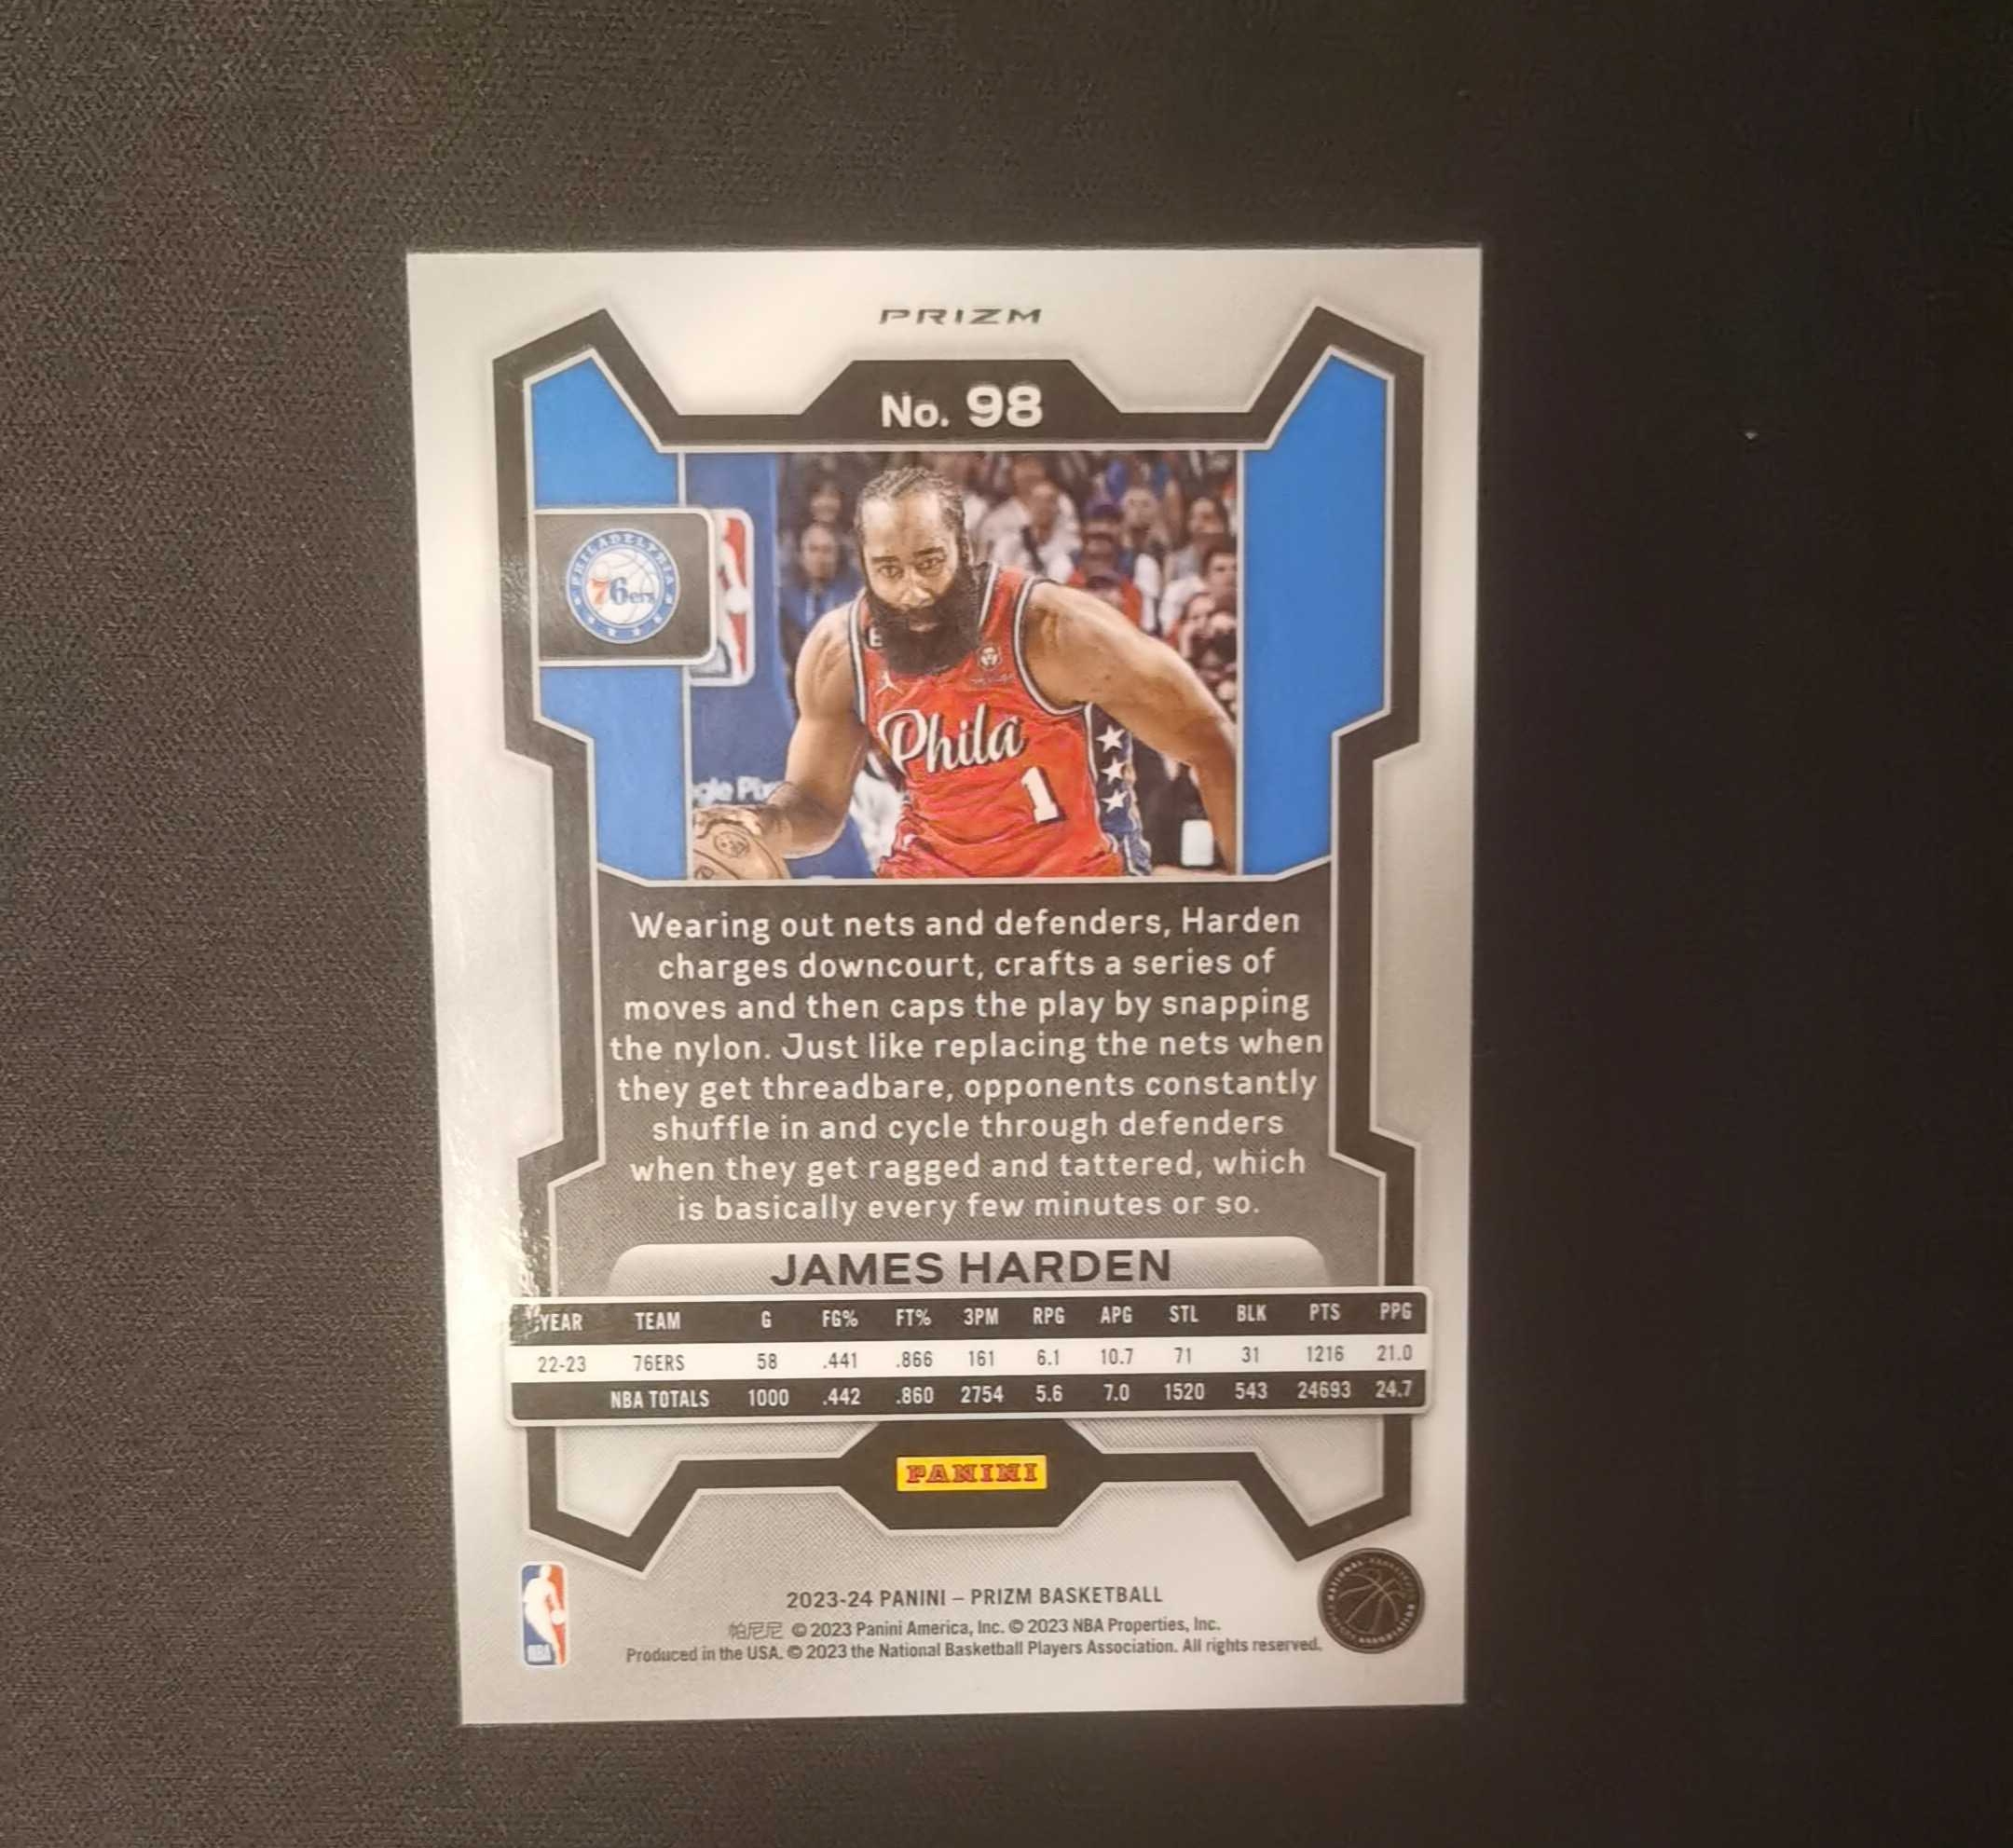 PRIZM
No. 98
PHILADELPHIA
76ers
Phila
1
Wearing out nets and defenders, Harden
charges downcourt, crafts a series of
moves and then caps the play by snapping
the nylon. Just like replacing the nets when
they get threadbare, opponents constantly
shuffle in and cycle through defenders
when they get ragged and tattered, which
is basically every few minutes or so.
JAMES HARDEN
YEAR TEAM G FG% FT% 3PM RPG APG STL BLK PTS PPG
22-23 76ERS 58 .441 .866 161 6.1 10.7 71 31 1216 21.0
NBA TOTALS 1000 .442 .860 2754 5.6 7.0 1520 543 24693 24.7
PANINI
2023-24 PANINI – PRIZM BASKETBALL
帕尼尼 © 2023 Panini America, Inc. © 2023 NBA Properties, Inc.
Produced in the USA. © 2023 the National Basketball Players Association. All rights reserved.
NBA